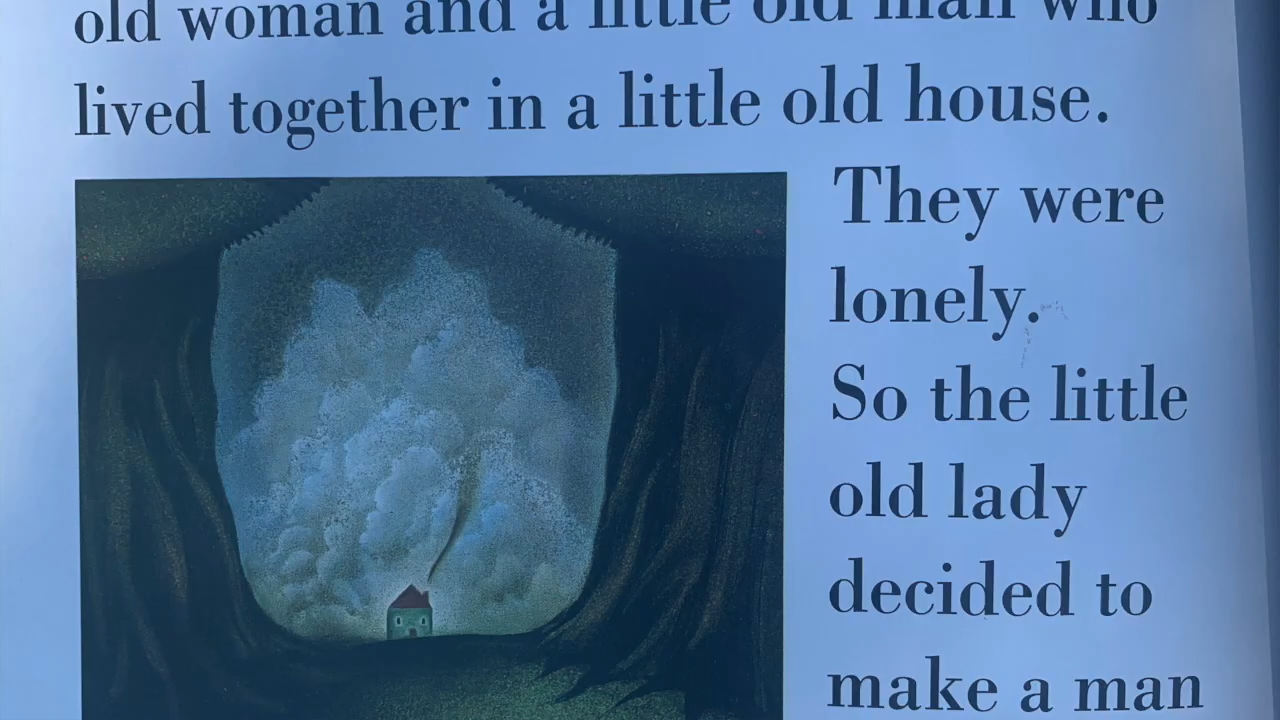 old woman and a little old man who
lived together in a little old house.
They were
lonely.
So the little
old lady
decided to
make a man